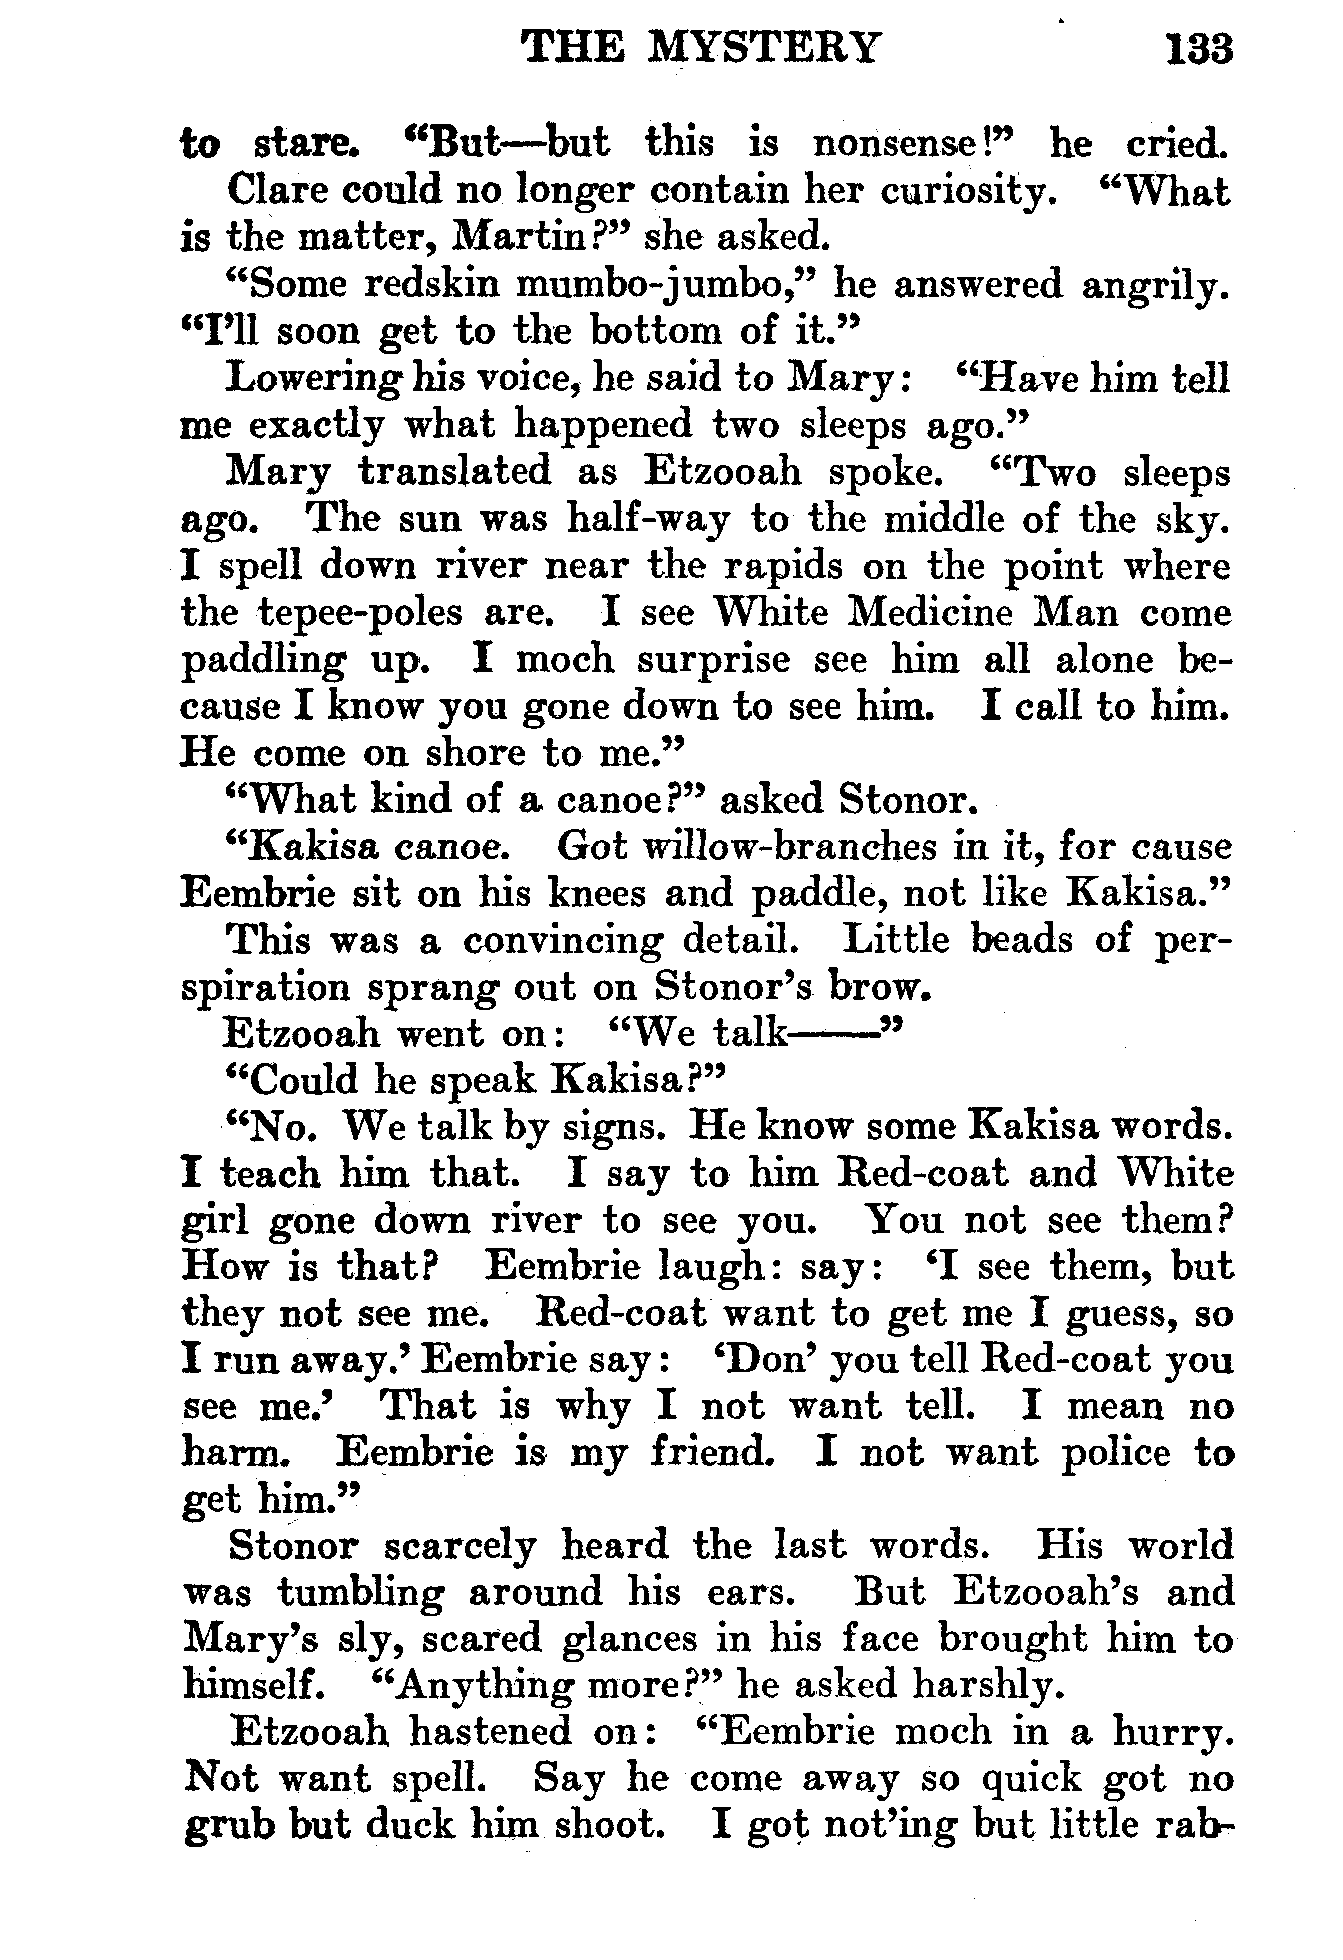 THE MYSTERY 133
to stare. "But—but this is nonsense!" he cried.
Clare could no longer contain her curiosity. "What
is the matter, Martin?" she asked.
"Some redskin mumbo-jumbo," he answered angrily.
"I'll soon get to the bottom of it."
Lowering his voice, he said to Mary: "Have him tell
me exactly what happened two sleeps ago."
Mary translated as Etzooah spoke. "Two sleeps
ago. The sun was half-way to the middle of the sky.
I spell down river near the rapids on the point where
the tepee-poles are. I see White Medicine Man come
paddling up. I moch surprise see him all alone be-
cause I know you gone down to see him. I call to him.
He come on shore to me."
"What kind of a canoe?" asked Stonor.
"Kakisa canoe. Got willow-branches in it, for cause
Eembrie sit on his knees and paddle, not like Kakisa."
This was a convincing detail. Little beads of per-
spiration sprang out on Stonor's brow.
Etzooah went on: "We talk——"
"Could he speak Kakisa?"
"No. We talk by signs. He know some Kakisa words.
I teach him that. I say to him Red-coat and White
girl gone down river to see you. You not see them?
How is that? Eembrie laugh: say: 'I see them, but
they not see me. Red-coat want to get me I guess, so
I run away.' Eembrie say: 'Don' you tell Red-coat you
see me.' That is why I not want tell. I mean no
harm. Eembrie is my friend. I not want police to
get him."
Stonor scarcely heard the last words. His world
was tumbling around his ears. But Etzooah's and
Mary's sly, scared glances in his face brought him to
himself. "Anything more?" he asked harshly.
Etzooah hastened on: "Eembrie moch in a hurry.
Not want spell. Say he come away so quick got no
grub but duck him shoot. I got not'ing but little rab-